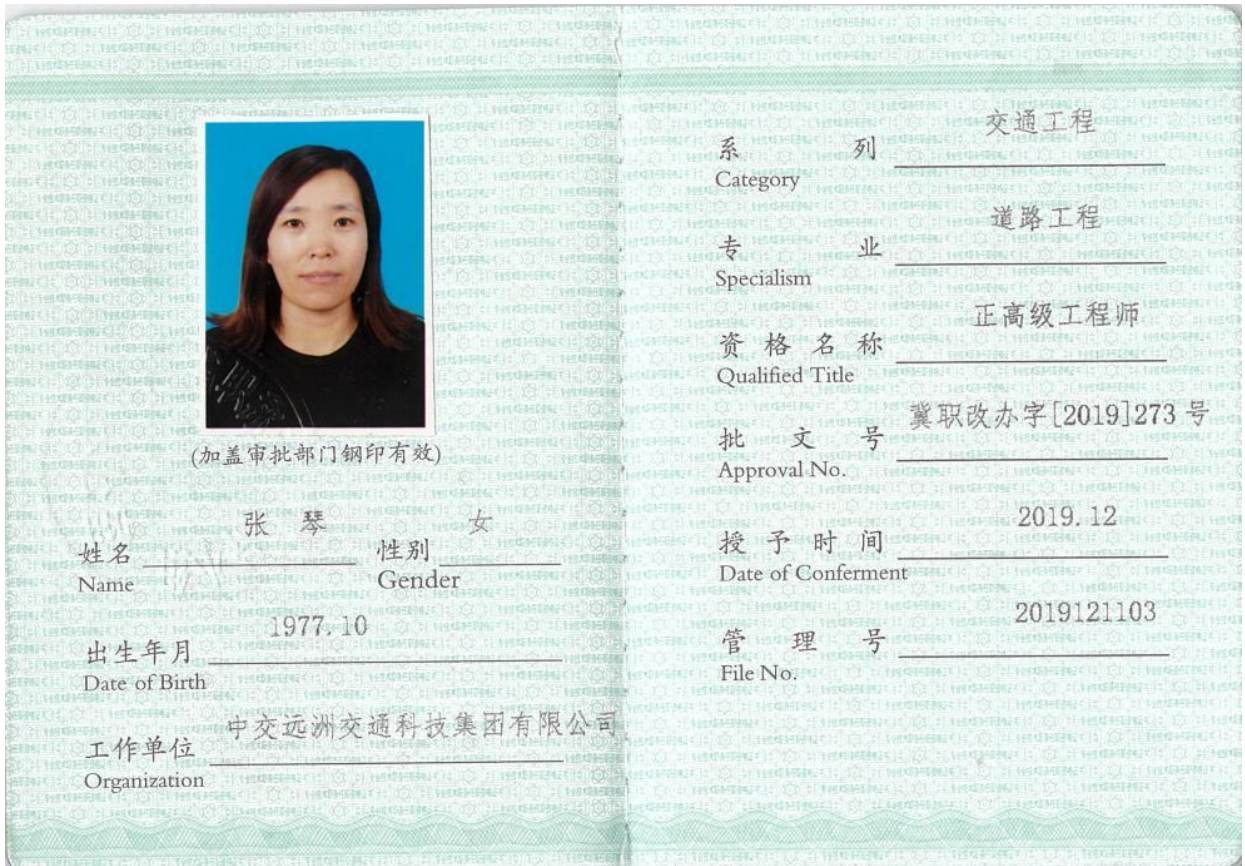 (加盖审批部门钢印有效)
姓名 张 琴 性别 女
Name Gender
出生年月 1977.10
Date of Birth
工作单位 中交远洲交通科技集团有限公司
Organization
系 列 交通工程
Category
专 业 道路工程
Specialism
资 格 名 称 正高级工程师
Qualified Title
批 文 号 冀职改办字[2019]273 号
Approval No.
授 予 时 间 2019.12
Date of Conferment
管 理 号 2019121103
File No.